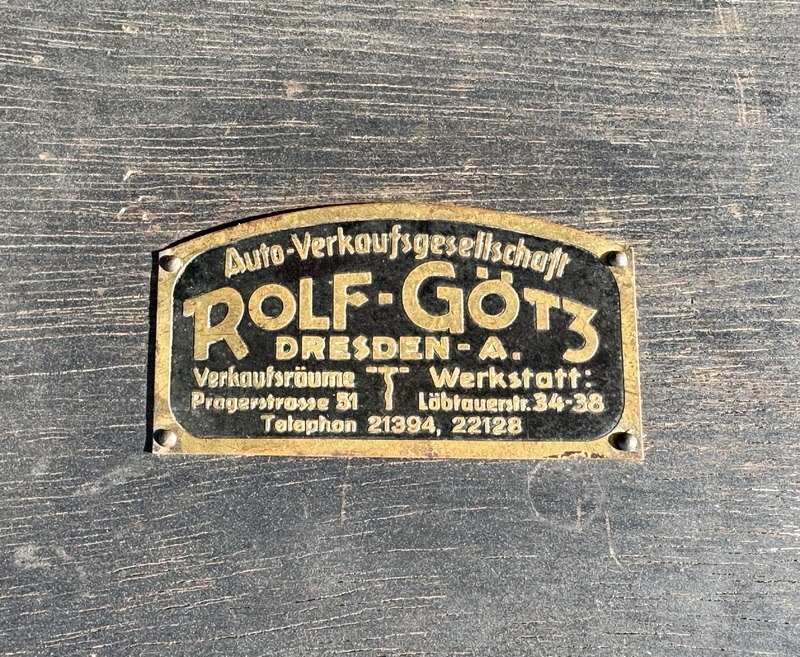 Auto-Verkaufsgesellschaft
ROLF-GÖTZ
DRESDEN-A.
Verkaufsräume Werkstatt:
Pragerstrasse 51 Löbtauerstr. 34-38
Telephon 21394, 22128